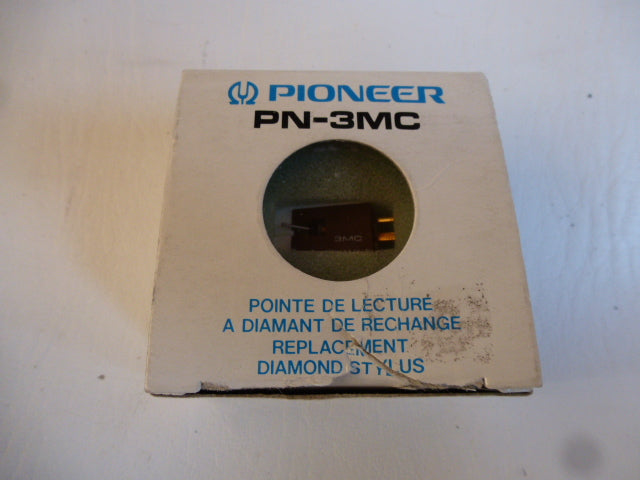 PIONEER
PN-3MC
3MC
POINTE DE LECTURE
A DIAMANT DE RECHANGE
REPLACEMENT
DIAMOND STYLUS